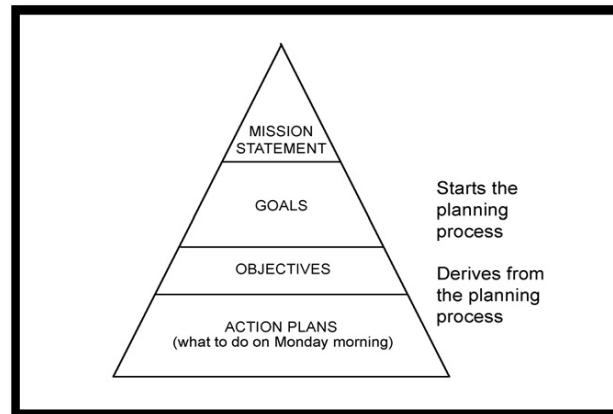 MISSION
STATEMENT
GOALS
Starts the
planning
process
OBJECTIVES
Derives from
the planning
process
ACTION PLANS
(what to do on Monday morning)